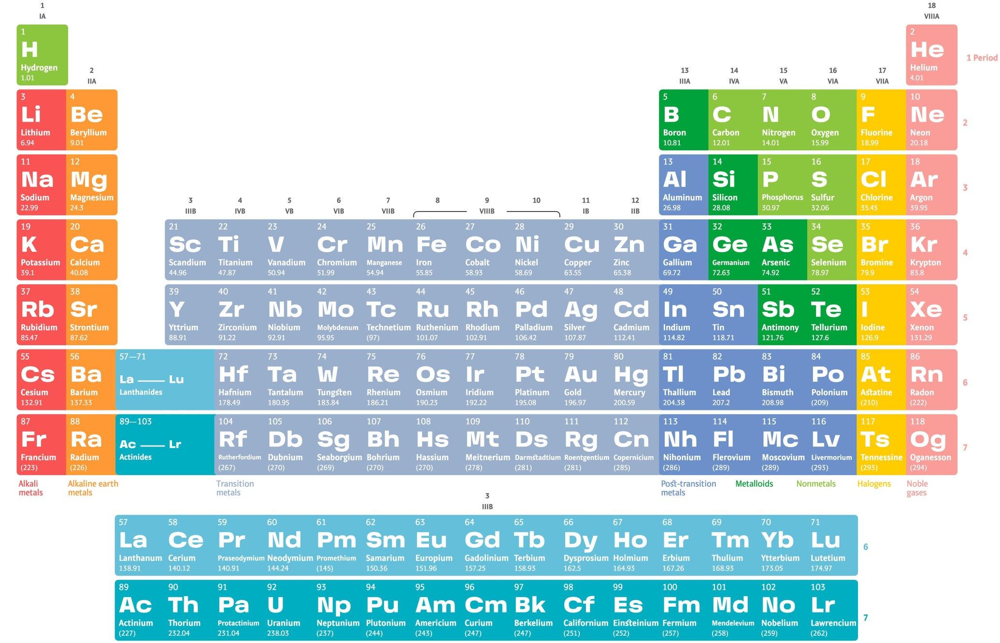 1 18
IA VIIIA
1 2
H He
Hydrogen Helium 1 Period
1.01 4.01
2 13 14 15 16 17
IIA IIIA IVA VA VIA VIIA
3 4 5 6 7 8 9 10
Li Be B C N O F Ne
Lithium Beryllium Boron Carbon Nitrogen Oxygen Fluorine Neon 2
6.94 9.01 10.81 12.01 14.01 15.99 18.99 20.18
11 12 13 14 15 16 17 18
Na Mg Al Si P S Cl Ar
Sodium Magnesium Aluminum Silicon Phosphorus Sulfur Chlorine Argon 3
22.99 24.3 26.98 28.08 30.97 32.06 35.45 39.95
3 4 5 6 7 8 9 10 11 12
IIIB IVB VB VIB VIIB VIIIB IB IIB
19 20 21 22 23 24 25 26 27 28 29 30 31 32 33 34 35 36
K Ca Sc Ti V Cr Mn Fe Co Ni Cu Zn Ga Ge As Se Br Kr
Potassium Calcium Scandium Titanium Vanadium Chromium Manganese Iron Cobalt Nickel Copper Zinc Gallium Germanium Arsenic Selenium Bromine Krypton 4
39.1 40.08 44.96 47.87 50.94 51.99 54.94 55.85 58.93 58.69 63.55 65.38 69.72 72.63 74.92 78.97 79.9 83.8
37 38 39 40 41 42 43 44 45 46 47 48 49 50 51 52 53 54
Rb Sr Y Zr Nb Mo Tc Ru Rh Pd Ag Cd In Sn Sb Te I Xe
Rubidium Strontium Yttrium Zirconium Niobium Molybdenum Technetium Ruthenium Rhodium Palladium Silver Cadmium Indium Tin Antimony Tellurium Iodine Xenon 5
85.47 87.62 88.91 91.22 92.91 95.95 (97) 101.07 102.91 106.42 107.87 112.41 114.82 118.71 121.76 127.6 126.9 131.29
55 56 57—71 72 73 74 75 76 77 78 79 80 81 82 83 84 85 86
Cs Ba La — Lu Hf Ta W Re Os Ir Pt Au Hg Tl Pb Bi Po At Rn
Cesium Barium Lanthanides Hafnium Tantalum Tungsten Rhenium Osmium Iridium Platinum Gold Mercury Thallium Lead Bismuth Polonium Astatine Radon 6
132.91 137.33 178.49 180.95 183.84 186.21 190.23 192.22 195.08 196.97 200.59 204.38 207.2 208.98 (209) (210) (222)
87 88 89—103 104 105 106 107 108 109 110 111 112 113 114 115 116 117 118
Fr Ra Ac — Lr Rf Db Sg Bh Hs Mt Ds Rg Cn Nh Fl Mc Lv Ts Og
Francium Radium Actinides Rutherfordium Dubnium Seaborgium Bohrium Hassium Meitnerium Darmstadtium Roentgentium Copernicium Nihonium Flerovium Moscovium Livermorium Tennessine Oganesson 7
(223) (226) (267) (270) (269) (270) (270) (278) (281) (281) (285) (286) (289) (289) (293) (293) (294)
Alkali Alkaline earth Transition Post-transition Metalloids Nonmetals Halogens Noble
metals metals metals metals gases
3
IIIB
57 58 59 60 61 62 63 64 65 66 67 68 69 70 71
La Ce Pr Nd Pm Sm Eu Gd Tb Dy Ho Er Tm Yb Lu 6
Lanthanum Cerium Praseodymium Neodymium Promethium Samarium Europium Gadolinium Terbium Dysprosium Holmium Erbium Thulium Ytterbium Lutetium
138.91 140.12 140.91 144.24 (145) 150.36 151.96 157.25 158.93 162.5 164.93 167.26 168.93 173.05 174.97
89 90 91 92 93 94 95 96 97 98 99 100 101 102 103
Ac Th Pa U Np Pu Am Cm Bk Cf Es Fm Md No Lr
Actinium Thorium Protactinium Uranium Neptunium Plutonium Americium Curium Berkelium Californium Einsteinium Fermium Mendelevium Nobelium Lawrencium 7
(227) 232.04 231.04 238.03 (237) (244) (243) (247) (247) (251) (252) (257) (258) (259) (262)